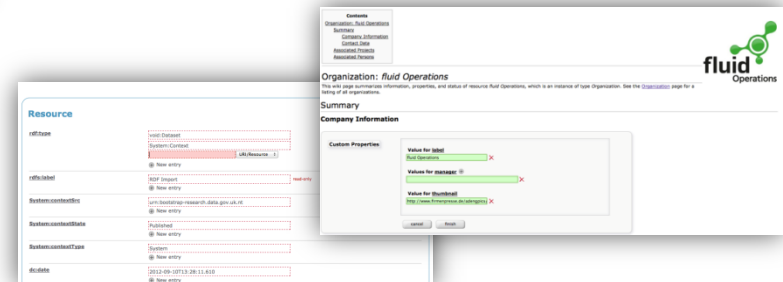 Contents
Organization: fluid Operations
Summary
Company Information
Contact Data
Associated Projects
Associated Persons
fluid
Operations
Organization: fluid Operations
This wiki page summarizes information, properties, and status of resource fluid Operations, which is an instance of type Organization. See the Organization page for a
listing of all organizations.
Summary
Company Information
Custom Properties
Value for label
fluid Operations
Values for manager
Value for thumbnail
cancel
finish
Resource
rdf:type
void:Dataset
System:Context
URI/Resource
New entry
rdfs:label
RDF Import
read-only
New entry
System:contextSrc
urn:bootstrap-research.data.gov.uk.nt
New entry
System:contextState
Published
New entry
System:contextType
System
New entry
dc:date
2012-09-10T13:26:11.610
New entry